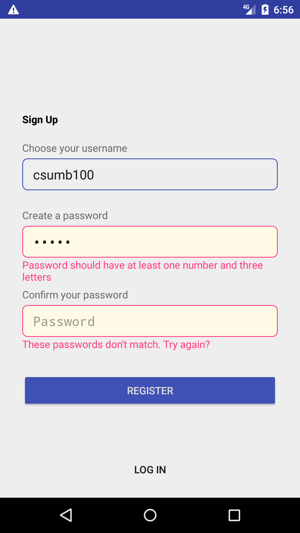 4G 6:56
Sign Up
Choose your username
csumb100
Create a password
•••••
Password should have at least one number and three
letters
Confirm your password
Password
These passwords don't match. Try again?
REGISTER
LOG IN